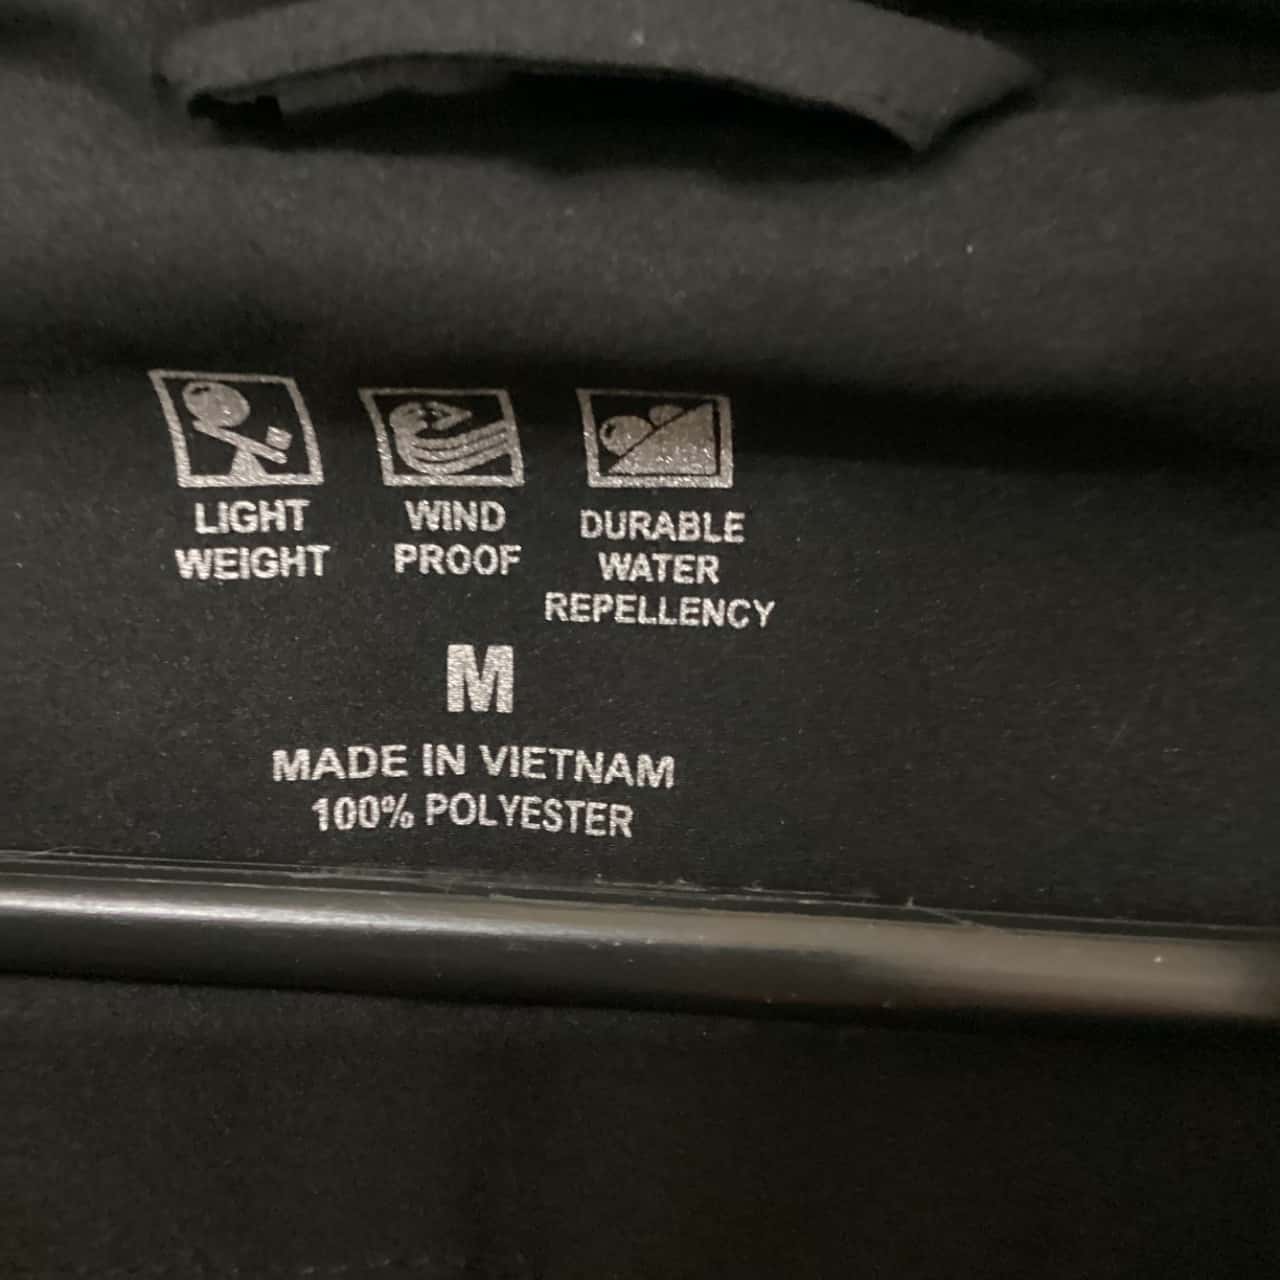 LIGHT
WEIGHT
WIND
PROOF
DURABLE
WATER
REPELLENCY
M
MADE IN VIETNAM
100% POLYESTER